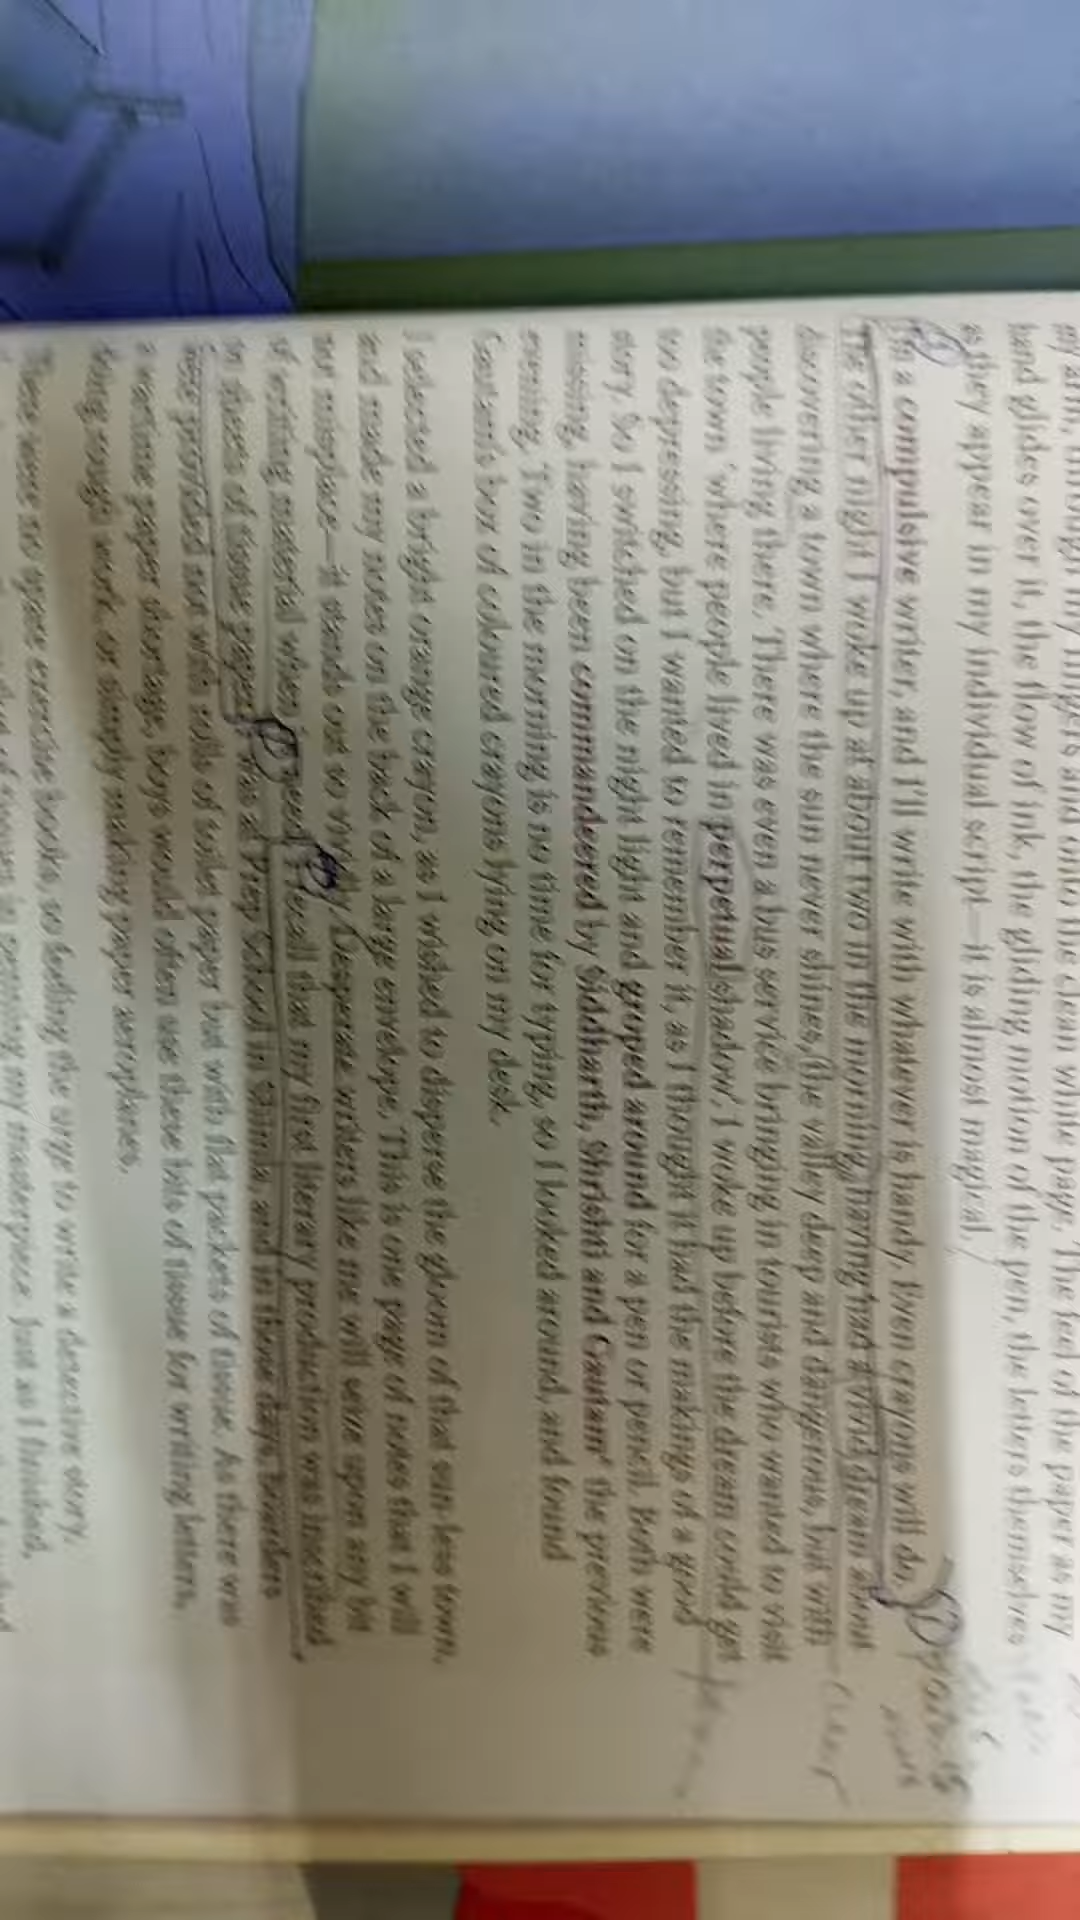 my arm, through my fingers and onto the clean white page. The feel of the paper as my
hand glides over it, the flow of ink, the gliding motion of the pen, the letters themselves
as they appear in my individual script—it is almost magical.
a compulsive writer, and I'll write with whatever is handy. Even crayons will do.
The other night I woke up at about two in the morning having had a vivid dream about
discovering a town where the sun never shines (the valley deep and dangerous, but with
people living there. There was even a bus service bringing in tourists who wanted to visit
the town 'where people lived in perpetual shadow'. I woke up before the dream could get
too depressing, but I wanted to remember it, as I thought it had the makings of a good
story. So I switched on the night light and groped around for a pen or pencil. Both were
missing, having been commandeered by Siddharth, Shristi and Gautam the previous
evening. Two in the morning is no time for typing, so I looked around, and found
Gautam's box of coloured crayons lying on my desk.
I selected a bright orange crayon, as I wished to disperse the gloom of that sun-less town,
and made my notes on the back of a large envelope. This is one page of notes that I will
not misplace—it stands out so Desperate writers like me will seize upon any bit
of writing material when recall that my first literary production was inscribed
on sheets of tissue paper. was a Prep School in Shimla and in those days boarders
were provided not with rolls of toilet paper but with flat packets of tissue. As there was
a wartime paper shortage, boys would often use these bits of tissue for writing letters,
doing rough work, or simply making paper aeroplanes.
There were no spare exercise books, so feeling the urge to write a detective story,
my masterpiece. Just as I finished,